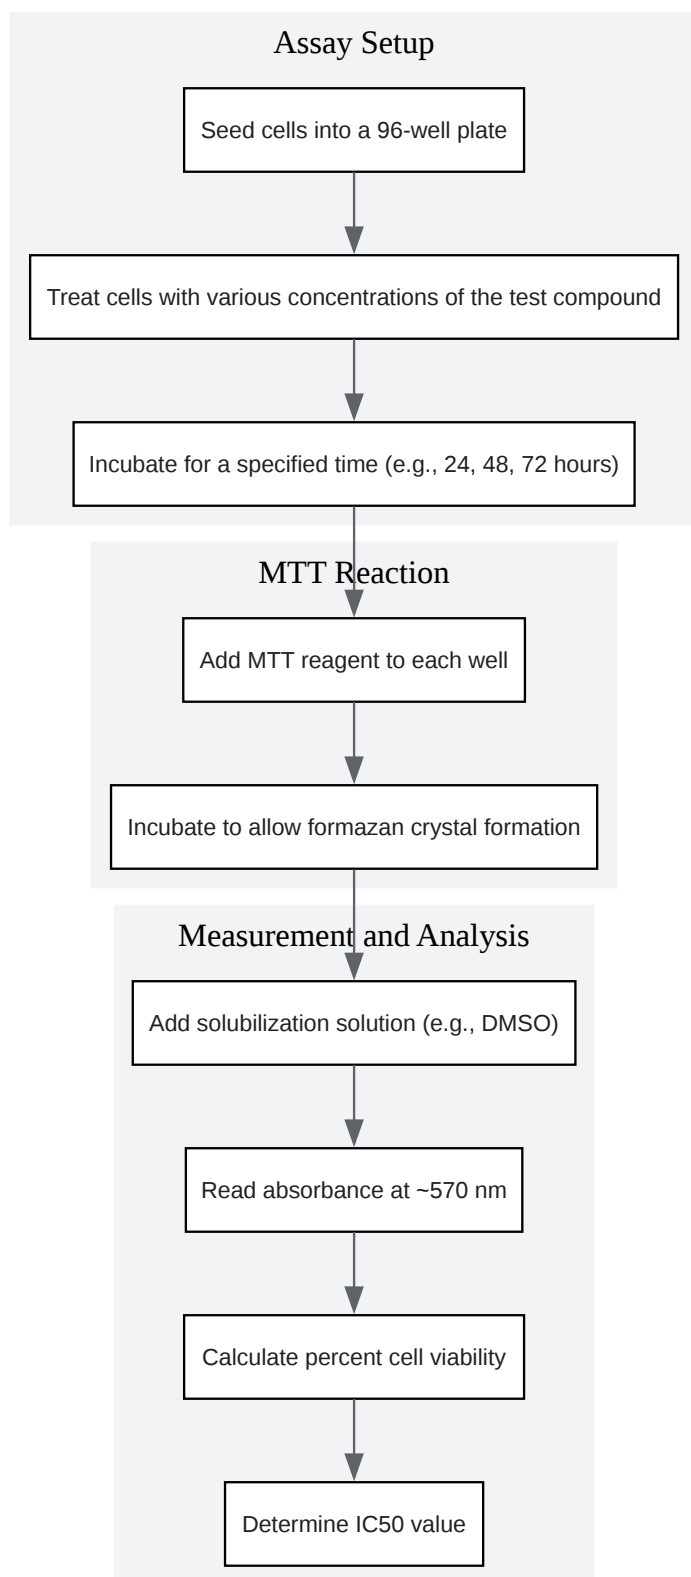 Assay Setup
Seed cells into a 96-well plate
Treat cells with various concentrations of the test compound
Incubate for a specified time (e.g., 24, 48, 72 hours)
MTT Reaction
Add MTT reagent to each well
Incubate to allow formazan crystal formation
Measurement and Analysis
Add solubilization solution (e.g., DMSO)
Read absorbance at ~570 nm
Calculate percent cell viability
Determine IC50 value